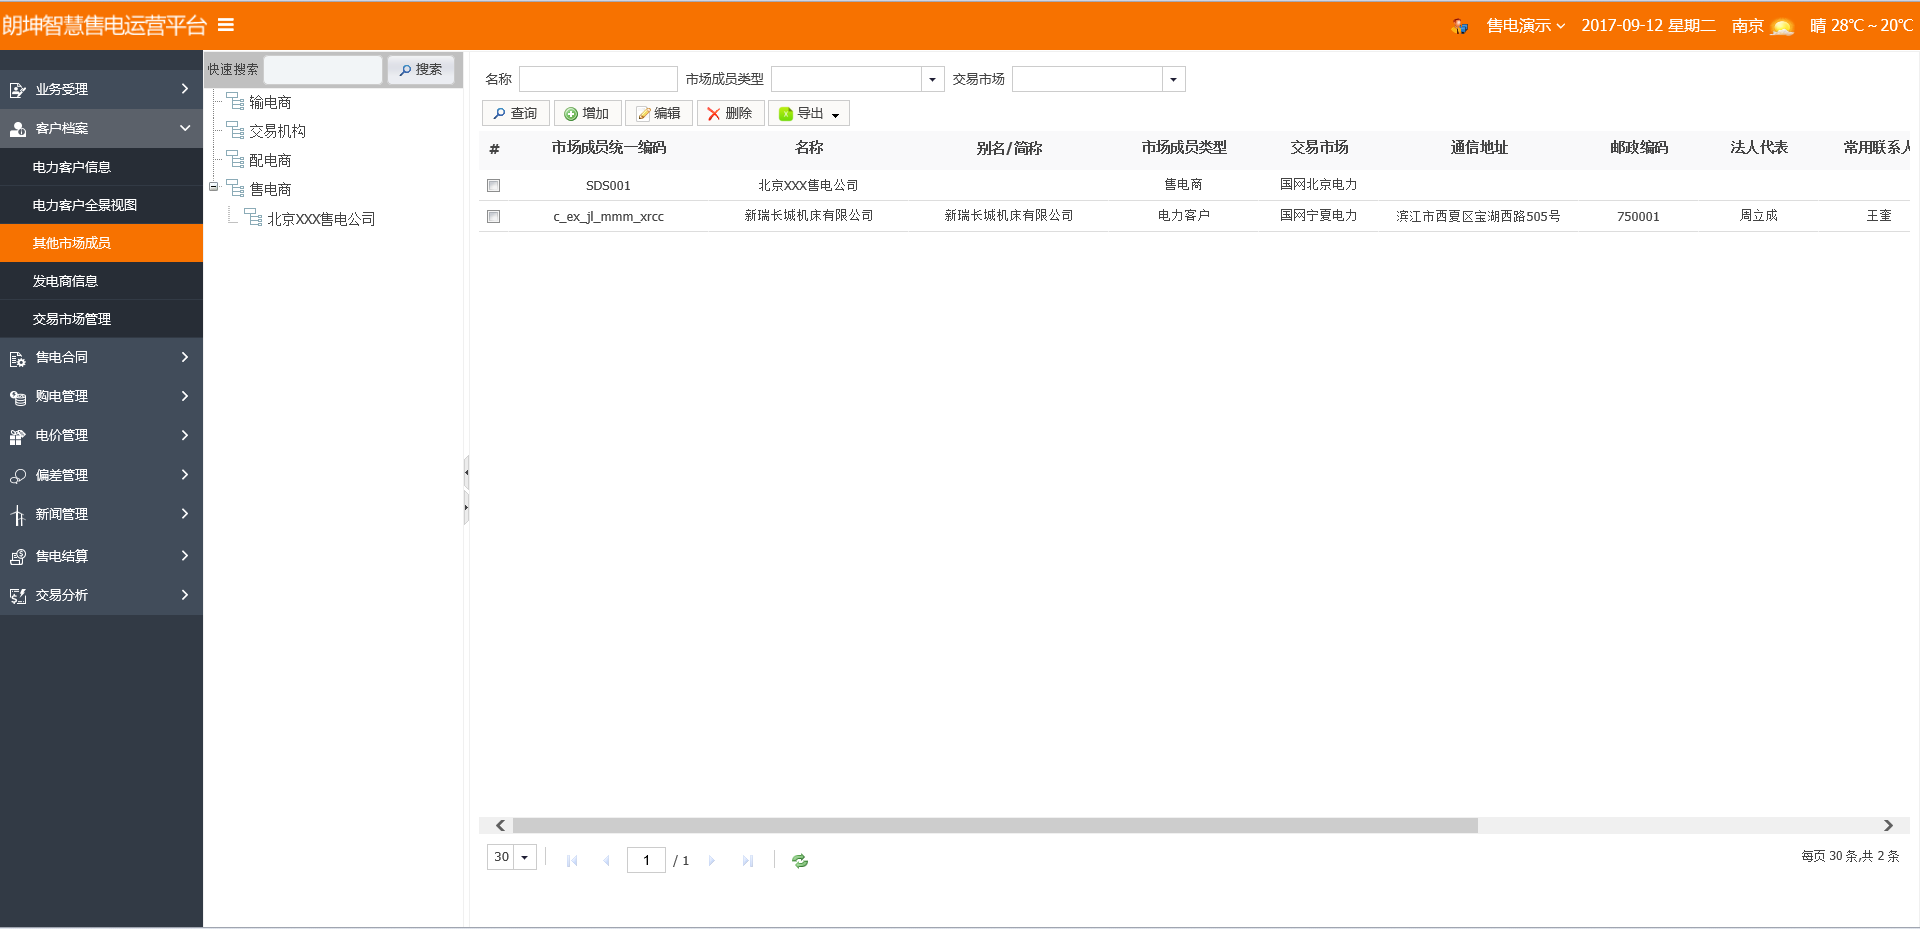 朗坤智慧售电运营平台
售电演示 2017-09-12 星期二 南京 晴 28℃~20℃
业务受理
客户档案
电力客户信息
电力客户全景视图
其他市场成员
发电商信息
交易市场管理
售电合同
购电管理
电价管理
偏差管理
新闻管理
售电结算
交易分析
快速搜索 搜索
输电商
交易机构
配电商
售电商
北京XXX售电公司
名称 市场成员类型 交易市场
查询 增加 编辑 删除 导出
# 市场成员统一编码 名称 别名/简称 市场成员类型 交易市场 通信地址 邮政编码 法人代表 常用联系人
SDS001 北京XXX售电公司 售电商 国网北京电力
c_ex_jl_mmm_xrcc 新瑞长城机床有限公司 新瑞长城机床有限公司 电力客户 国网宁夏电力 滨江市西夏区宝湖西路505号 750001 周立成 王奎
30 1 / 1 每页 30 条,共 2 条